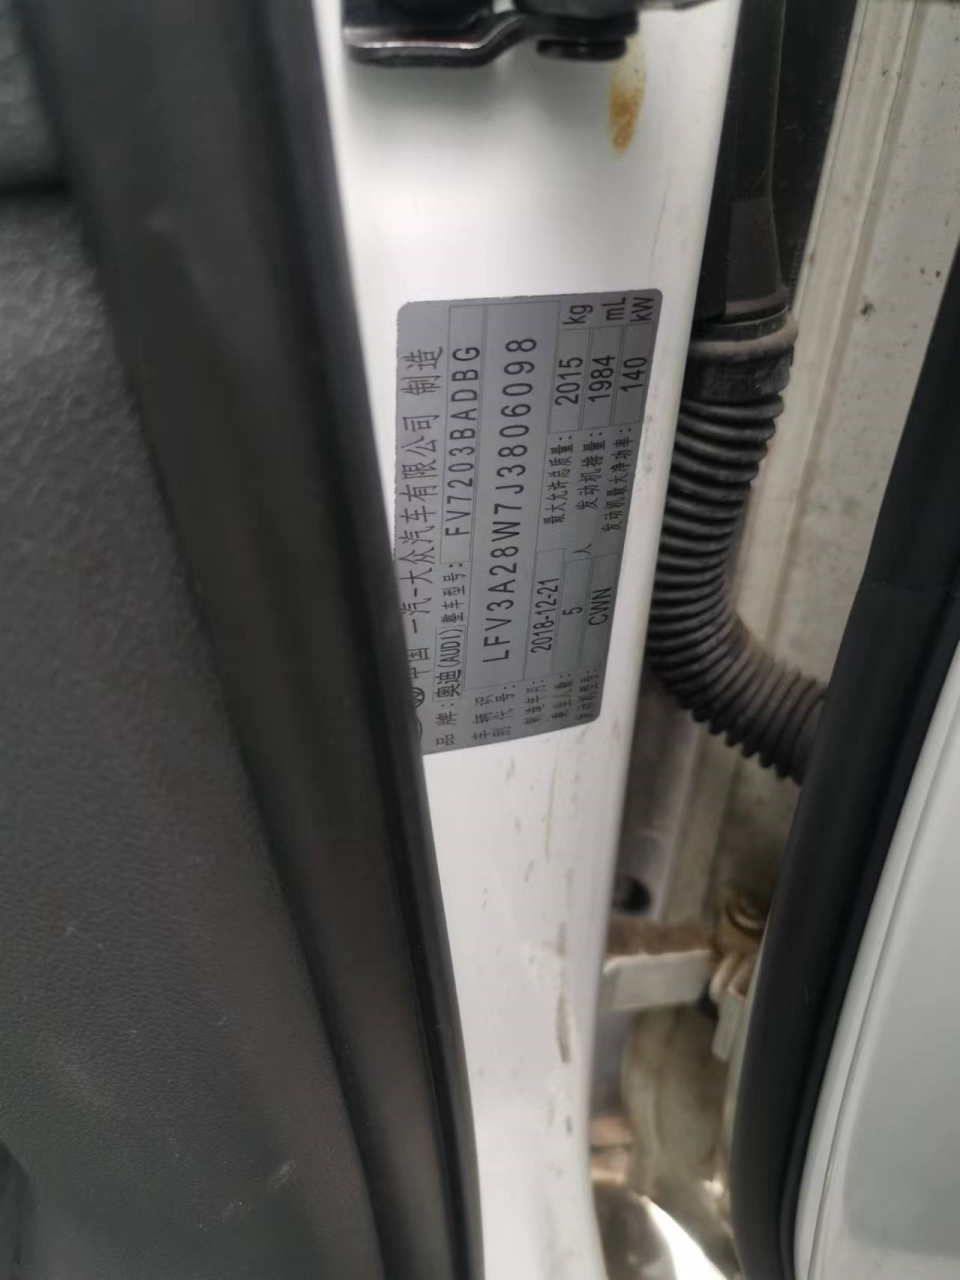 中国 一汽-大众汽车有限公司 制造
品牌:奥迪(AUDI) 整车型号: FV7203BADBG
车辆识别代号: LFV3A28W7J3806098
制造年月: 2018-12-21 最大允许总质量: 2015 kg
乘坐人数: 5 人 发动机排量: 1984 mL
发动机型号: CWN 发动机最大净功率: 140 kW